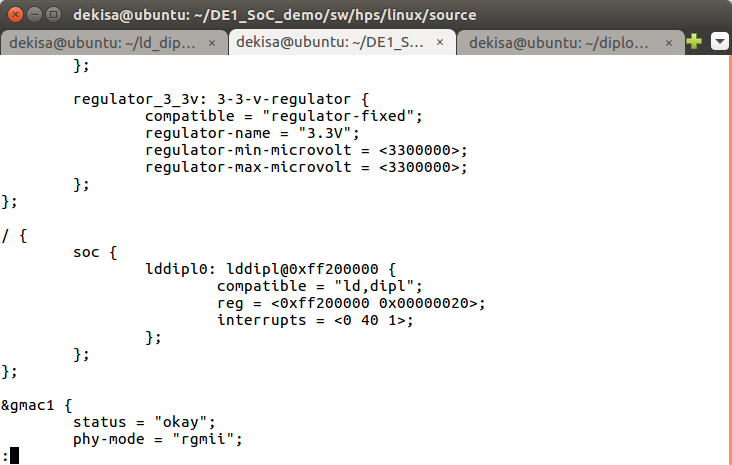 dekisa@ubuntu: ~/DE1_SoC_demo/sw/hps/linux/source
dekisa@ubuntu: ~/ld_dip... × dekisa@ubuntu: ~/DE1_S... × dekisa@ubuntu: ~/diplo... ×
        };

        regulator_3_3v: 3-3-v-regulator {
                compatible = "regulator-fixed";
                regulator-name = "3.3V";
                regulator-min-microvolt = <3300000>;
                regulator-max-microvolt = <3300000>;
        };
};

/ {
        soc {
                lddipl0: lddipl@0xff200000 {
                        compatible = "ld,dipl";
                        reg = <0xff200000 0x00000020>;
                        interrupts = <0 40 1>;
                };
        };
};

&gmac1 {
        status = "okay";
        phy-mode = "rgmii";
: